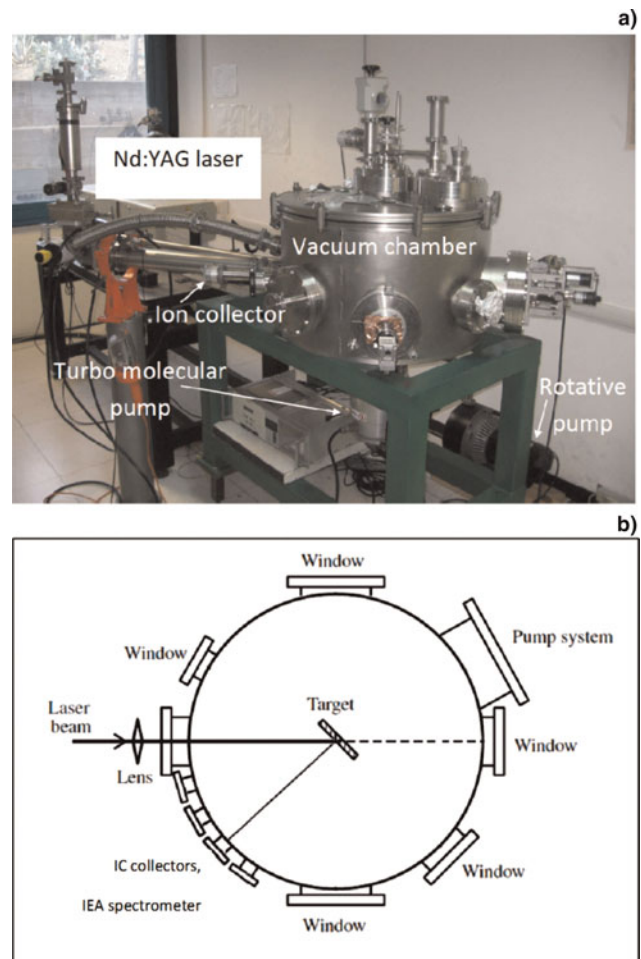 a)
Nd:YAG laser
Vacuum chamber
Ion collector
Turbo molecular
pump
Rotative
pump
b)
Window
Window
Pump system
Target
Laser
beam
Lens
Window
IC collectors,
IEA spectrometer
Window
Window